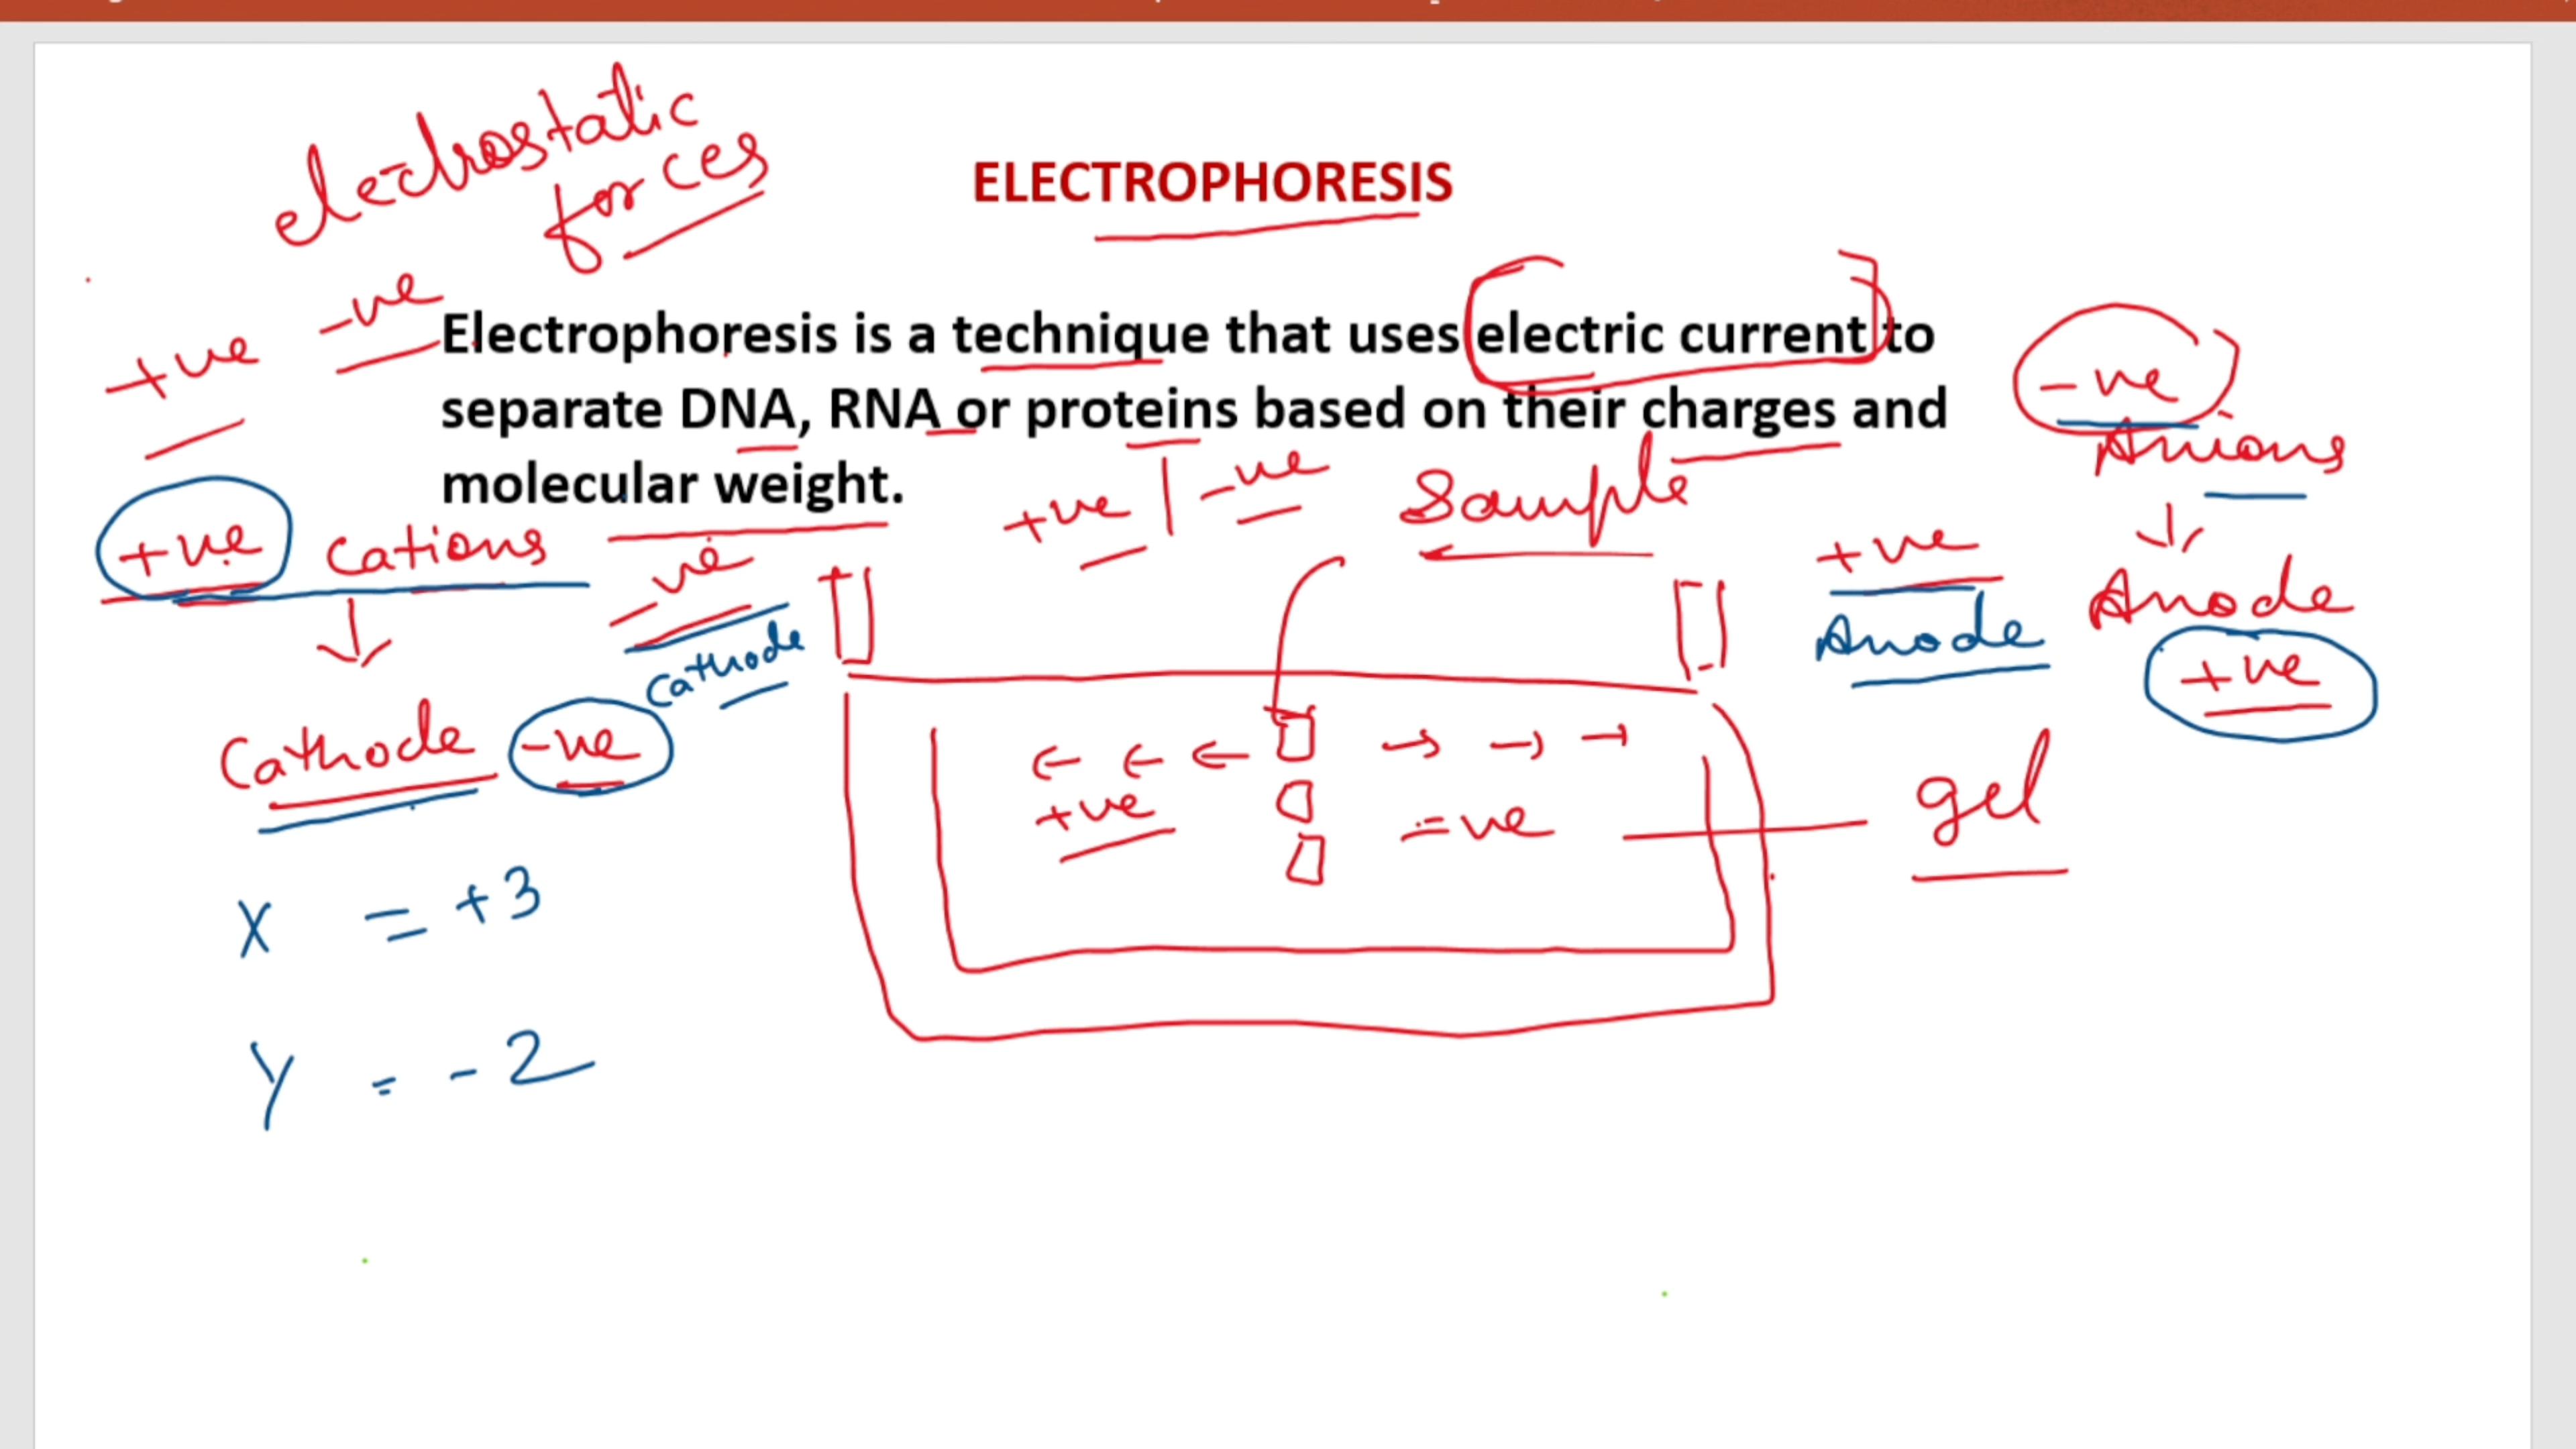 electrostatic
forces
ELECTROPHORESIS
+ve -ve
Electrophoresis is a technique that uses electric current to
separate DNA, RNA or proteins based on their charges and
molecular weight.
-ve
Anions
Anode
+ve
+ve | -ve
Sample
+ve cations
Cathode -ve
-ve
Cathode
+ve
Anode
+ve
-ve
gel
X = +3
Y = -2